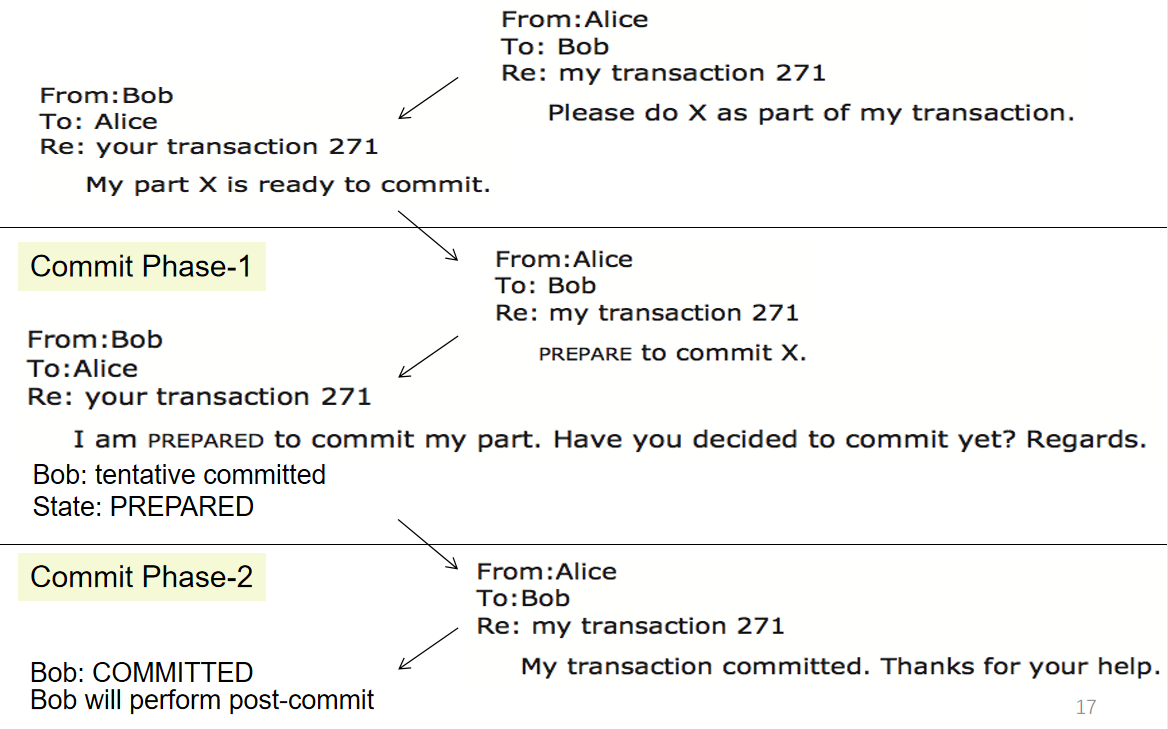 From:Alice
To: Bob
Re: my transaction 271
Please do X as part of my transaction.
From:Bob
To: Alice
Re: your transaction 271
My part X is ready to commit.
Commit Phase-1
From:Alice
To: Bob
Re: my transaction 271
PREPARE to commit X.
From:Bob
To:Alice
Re: your transaction 271
I am PREPARED to commit my part. Have you decided to commit yet? Regards.
Bob: tentative committed
State: PREPARED
Commit Phase-2
From:Alice
To:Bob
Re: my transaction 271
My transaction committed. Thanks for your help.
Bob: COMMITTED
Bob will perform post-commit
17